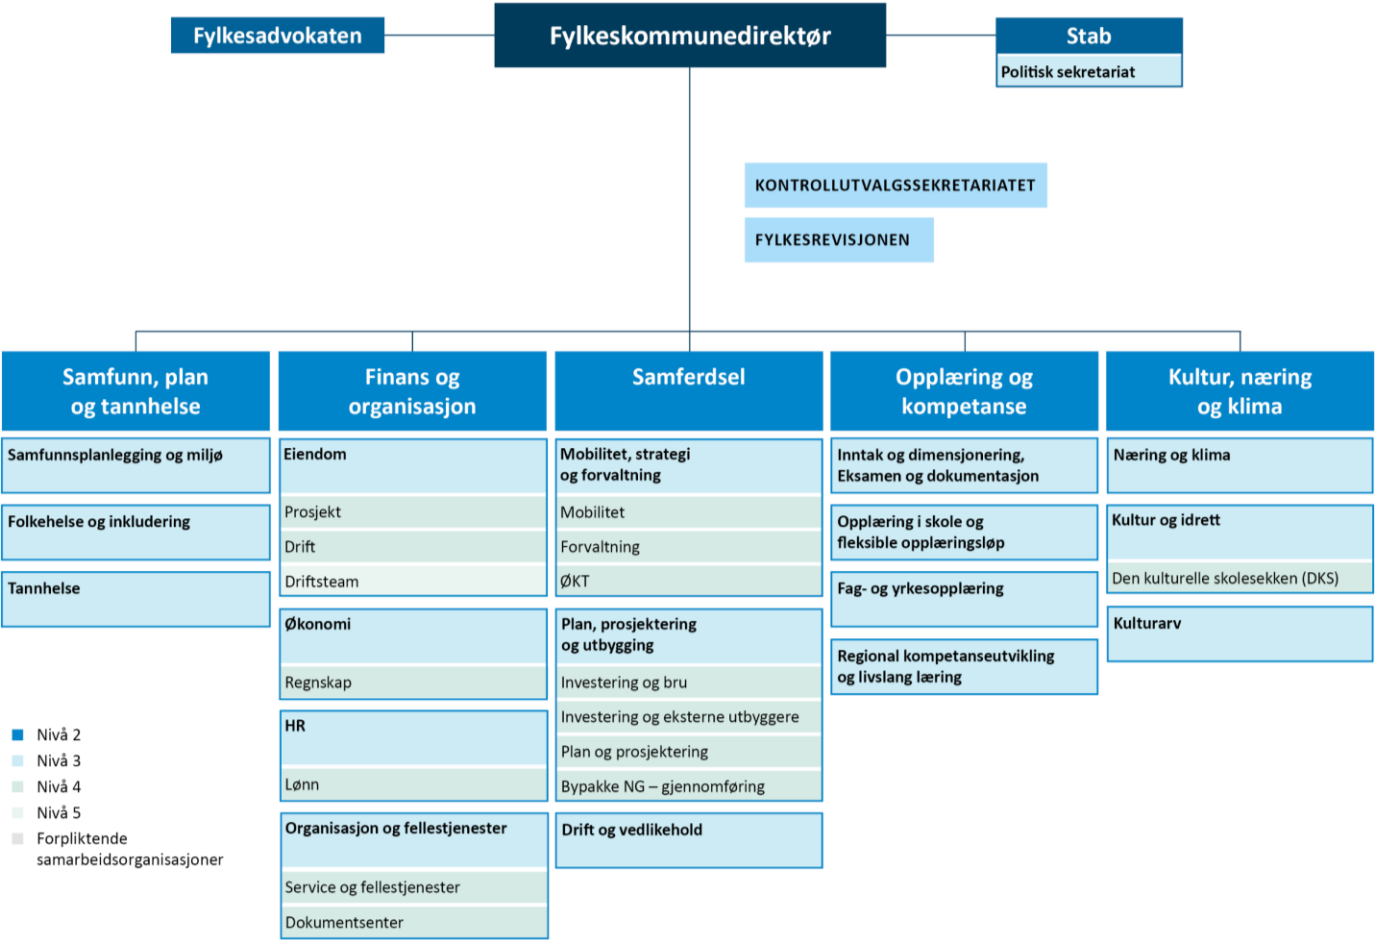 Fylkesadvokaten
Fylkeskommunedirektør
Stab
Politisk sekretariat
KONTROLLUTVALGSSEKRETARIATET
FYLKESREVISJONEN
Samfunn, plan
og tannhelse
Samfunnsplanlegging og miljø
Folkehelse og inkludering
Tannhelse
Finans og
organisasjon
Eiendom
Prosjekt
Drift
Driftsteam
Økonomi
Regnskap
HR
Lønn
Organisasjon og fellestjenester
Service og fellestjenester
Dokumentsenter
Samferdsel
Mobilitet, strategi
og forvaltning
Mobilitet
Forvaltning
ØKT
Plan, prosjektering
og utbygging
Investering og bru
Investering og eksterne utbyggere
Plan og prosjektering
Bypakke NG – gjennomføring
Drift og vedlikehold
Opplæring og
kompetanse
Inntak og dimensjonering,
Eksamen og dokumentasjon
Opplæring i skole og
fleksible opplæringsløp
Fag- og yrkesopplæring
Regional kompetanseutvikling
og livslang læring
Kultur, næring
og klima
Næring og klima
Kultur og idrett
Den kulturelle skolesekken (DKS)
Kulturarv
Nivå 2
Nivå 3
Nivå 4
Nivå 5
Forpliktende
samarbeidsorganisasjoner